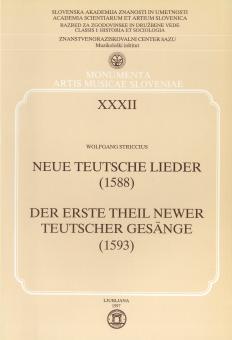 SLOVENSKA AKADEMIJA ZNANOSTI IN UMETNOSTI
ACADEMIA SCIENTIARUM ET ARTIUM SLOVENICA
RAZRED ZA ZGODOVINSKE IN DRUŽBENE VEDE
CLASSIS I: HISTORIA ET SOCIOLOGIA
ZNANSTVENORAZISKOVALNI CENTER SAZU
Muzikološki inštitut
MONUMENTA
ARTIS MUSICAE SLOVENIAE
XXXII
WOLFGANG STRICCIUS
NEUE TEUTSCHE LIEDER
(1588)
DER ERSTE THEIL NEWER
TEUTSCHER GESÄNGE
(1593)
LJUBLJANA
1997